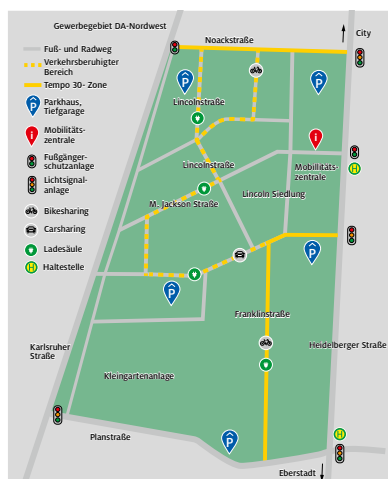 Gewerbegebiet DA-Nordwest
Noackstraße
City
Fuß- und Radweg
Verkehrsberuhigter
Bereich
Tempo 30- Zone
P
Parkhaus,
Tiefgarage
i
Mobilitäts-
zentrale
Fußgänger-
schutzanlage
Lichtsignal-
anlage
Bikesharing
Carsharing
Ladesäule
H
Haltestelle
P
P
Lincolnstraße
i
Lincolnstraße
Mobilitäts-
zentrale
H
Lincoln Siedlung
M. Jackson Straße
P
P
Franklinstraße
Karlsruher
Straße
Heidelberger Straße
Kleingartenanlage
Planstraße
P
H
Eberstadt